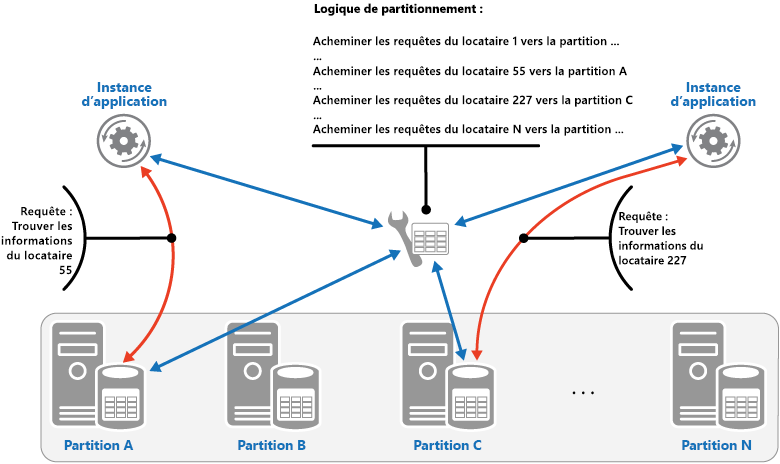 Logique de partitionnement :
Acheminer les requêtes du locataire 1 vers la partition ...
...
Acheminer les requêtes du locataire 55 vers la partition A
...
Acheminer les requêtes du locataire 227 vers la partition C
...
Acheminer les requêtes du locataire N vers la partition ...
Instance
d’application
Instance
d’application
Requête :
Trouver les
informations
du locataire
55
Requête :
Trouver les
informations du
locataire 227
...
Partition A
Partition B
Partition C
Partition N